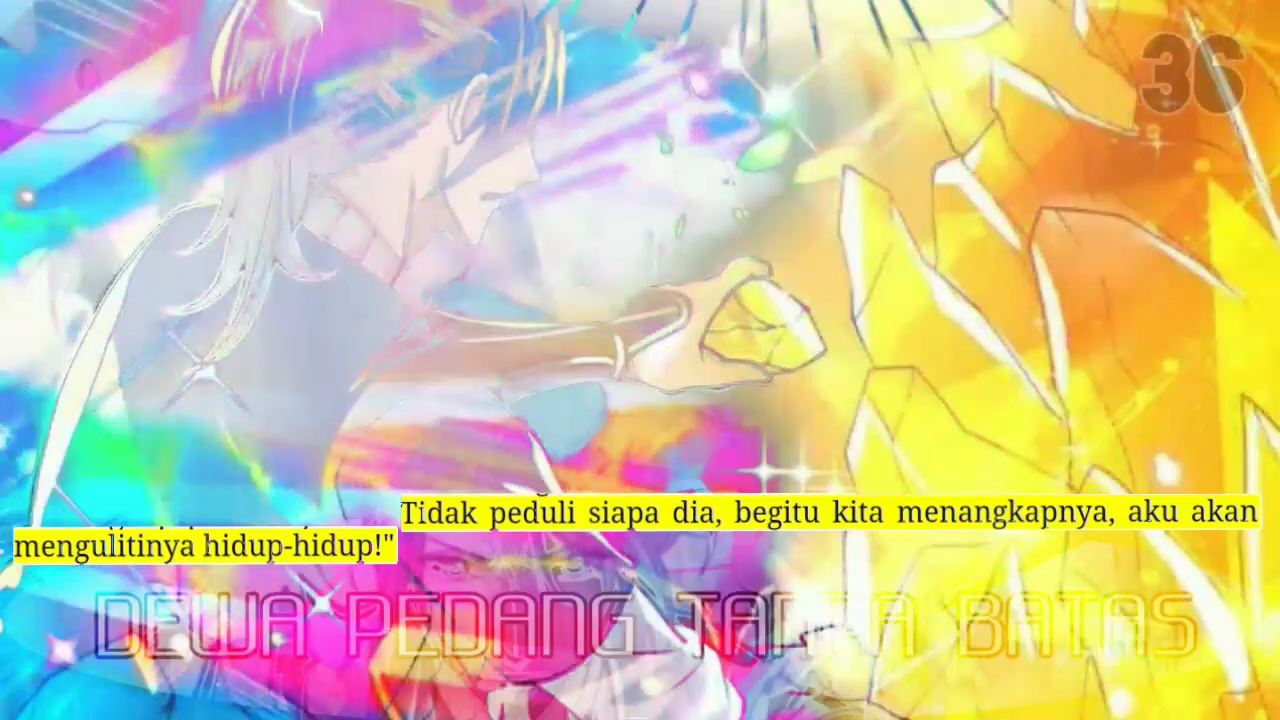 36
Tidak peduli siapa dia, begitu kita menangkapnya, aku akan
mengulitinya hidup-hidup!"
DEWA PEDANG TANPA BATAS